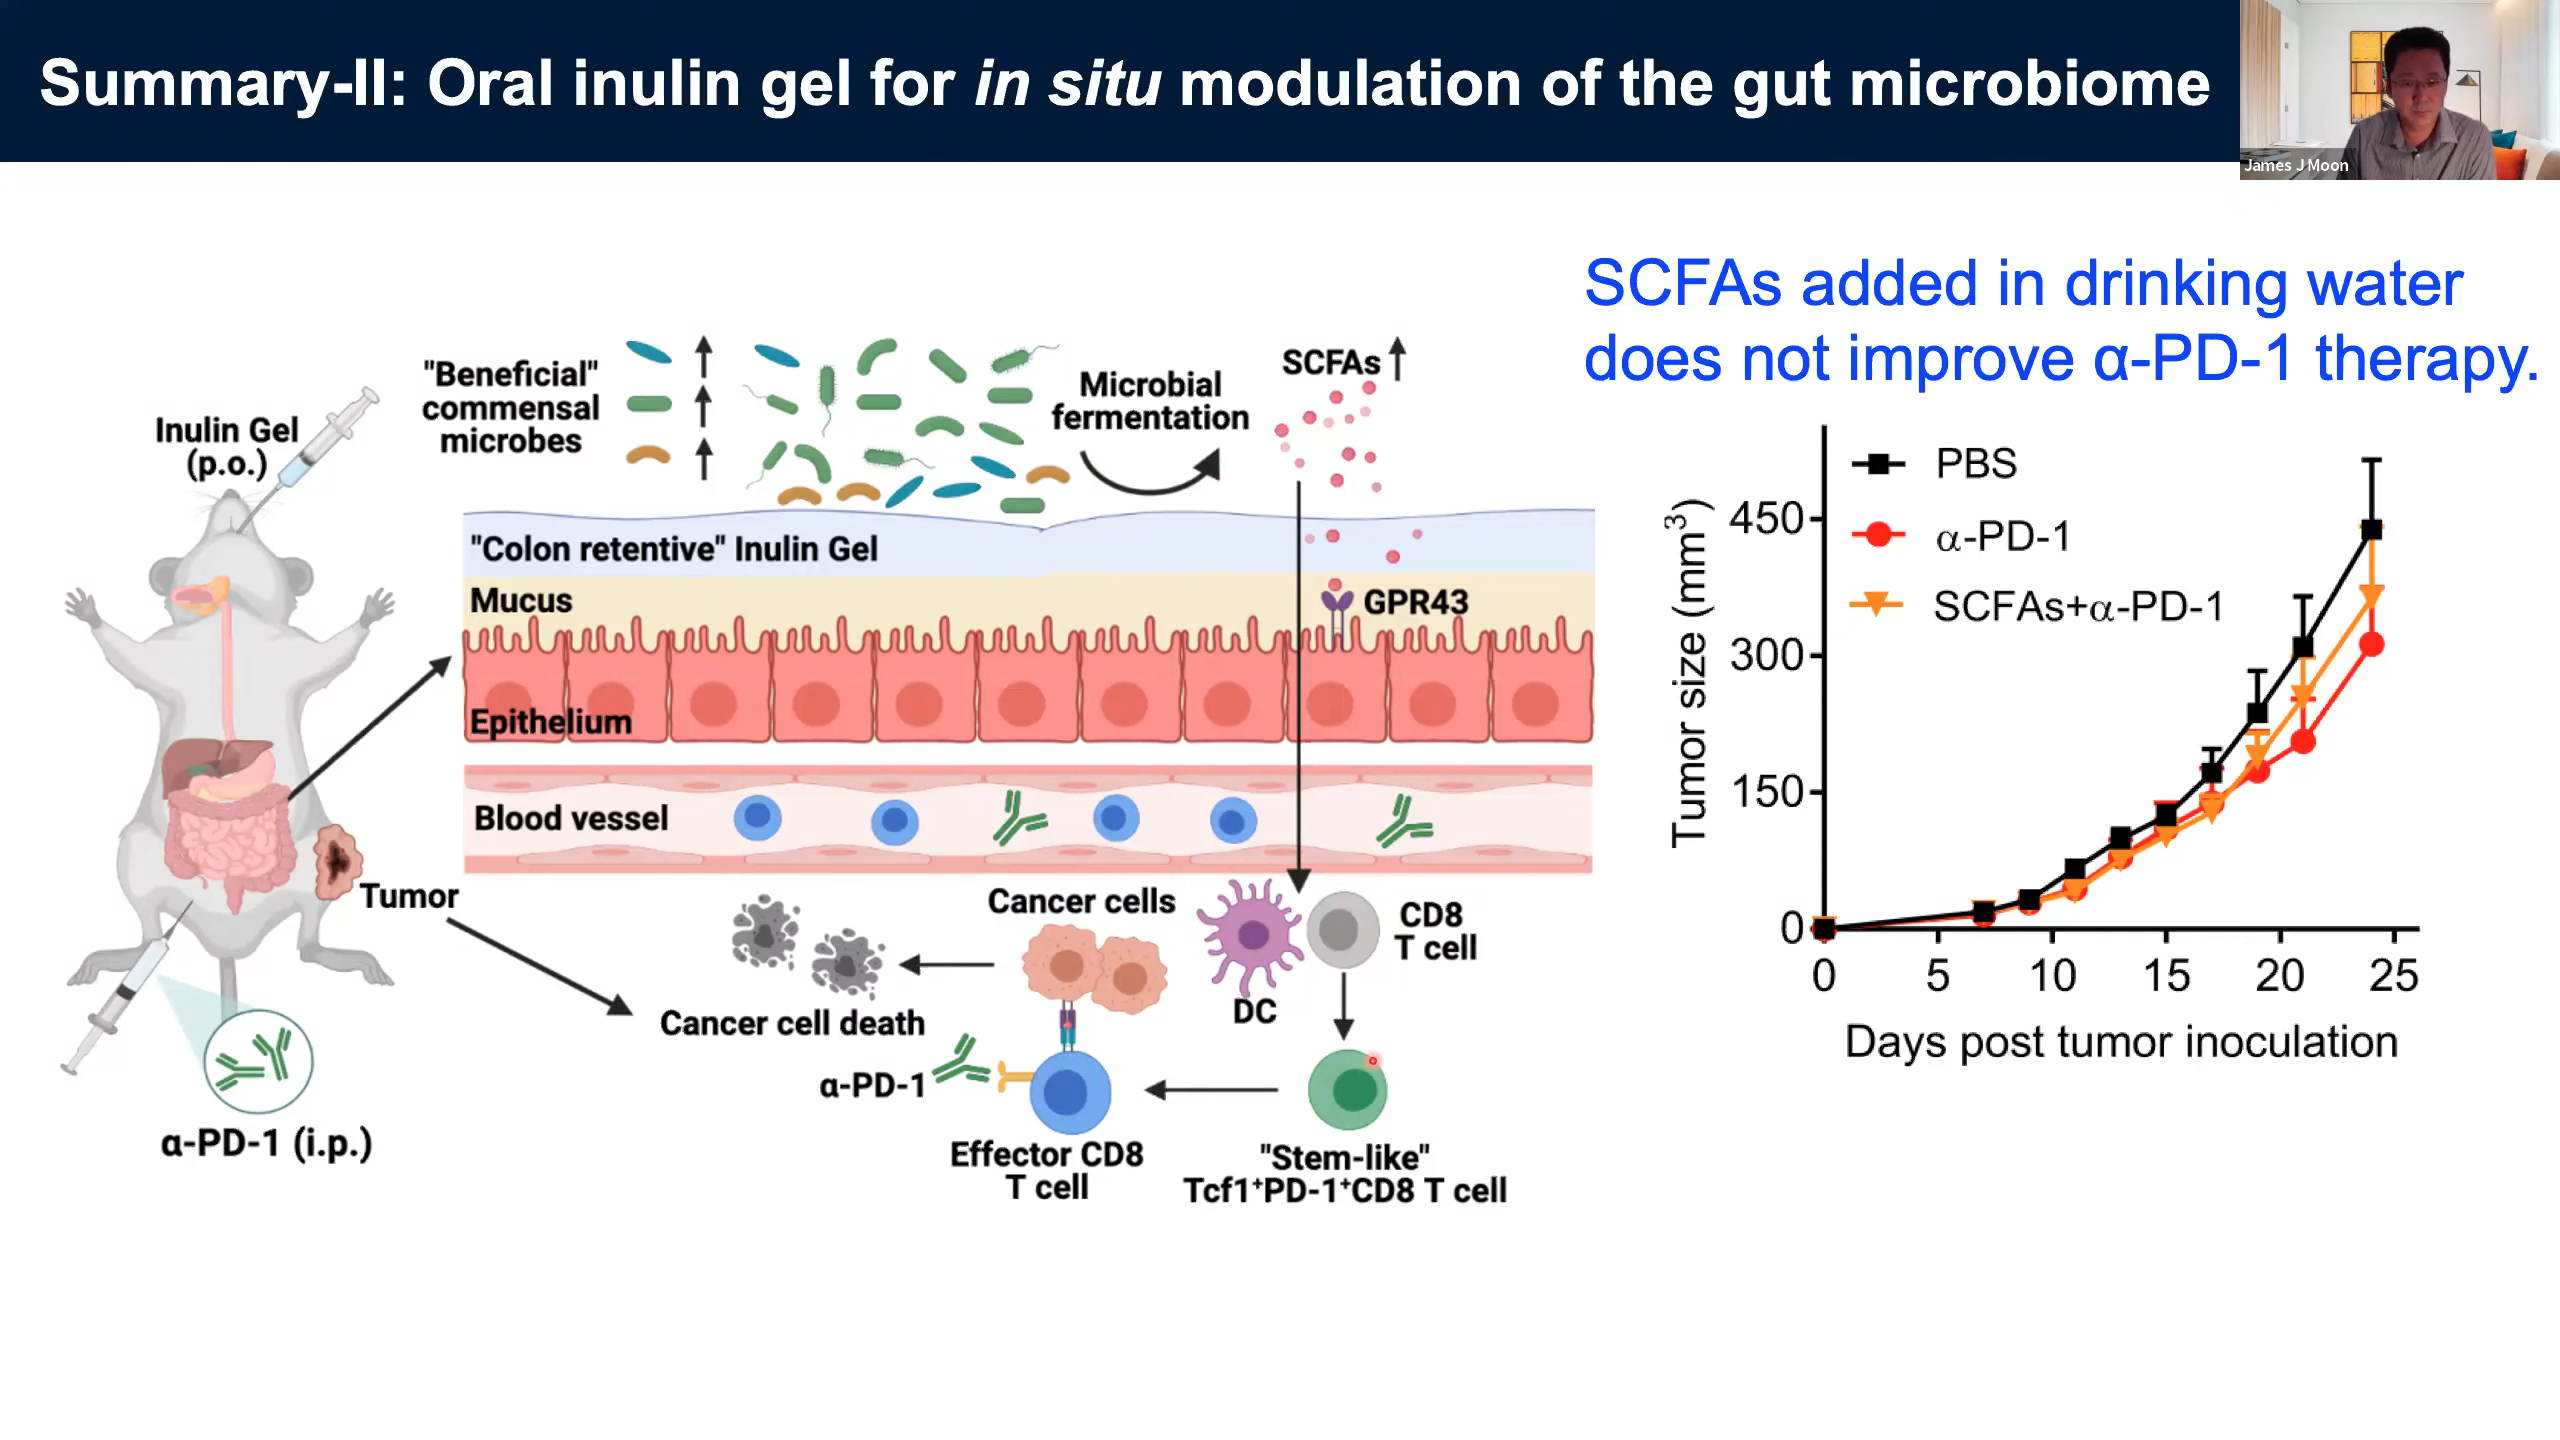 Summary-II: Oral inulin gel for in situ modulation of the gut microbiome
James J Moon
SCFAs added in drinking water
does not improve α-PD-1 therapy.
Inulin Gel
(p.o.)
"Beneficial"
commensal
microbes
Microbial
fermentation
SCFAs
"Colon retentive" Inulin Gel
Mucus
GPR43
Epithelium
Blood vessel
Tumor
Cancer cells
CD8
T cell
DC
Cancer cell death
α-PD-1
Effector CD8
T cell
"Stem-like"
Tcf1⁺PD-1⁺CD8 T cell
α-PD-1 (i.p.)
PBS
α-PD-1
SCFAs+α-PD-1
Tumor size (mm³)
450
300
150
0
0 5 10 15 20 25
Days post tumor inoculation